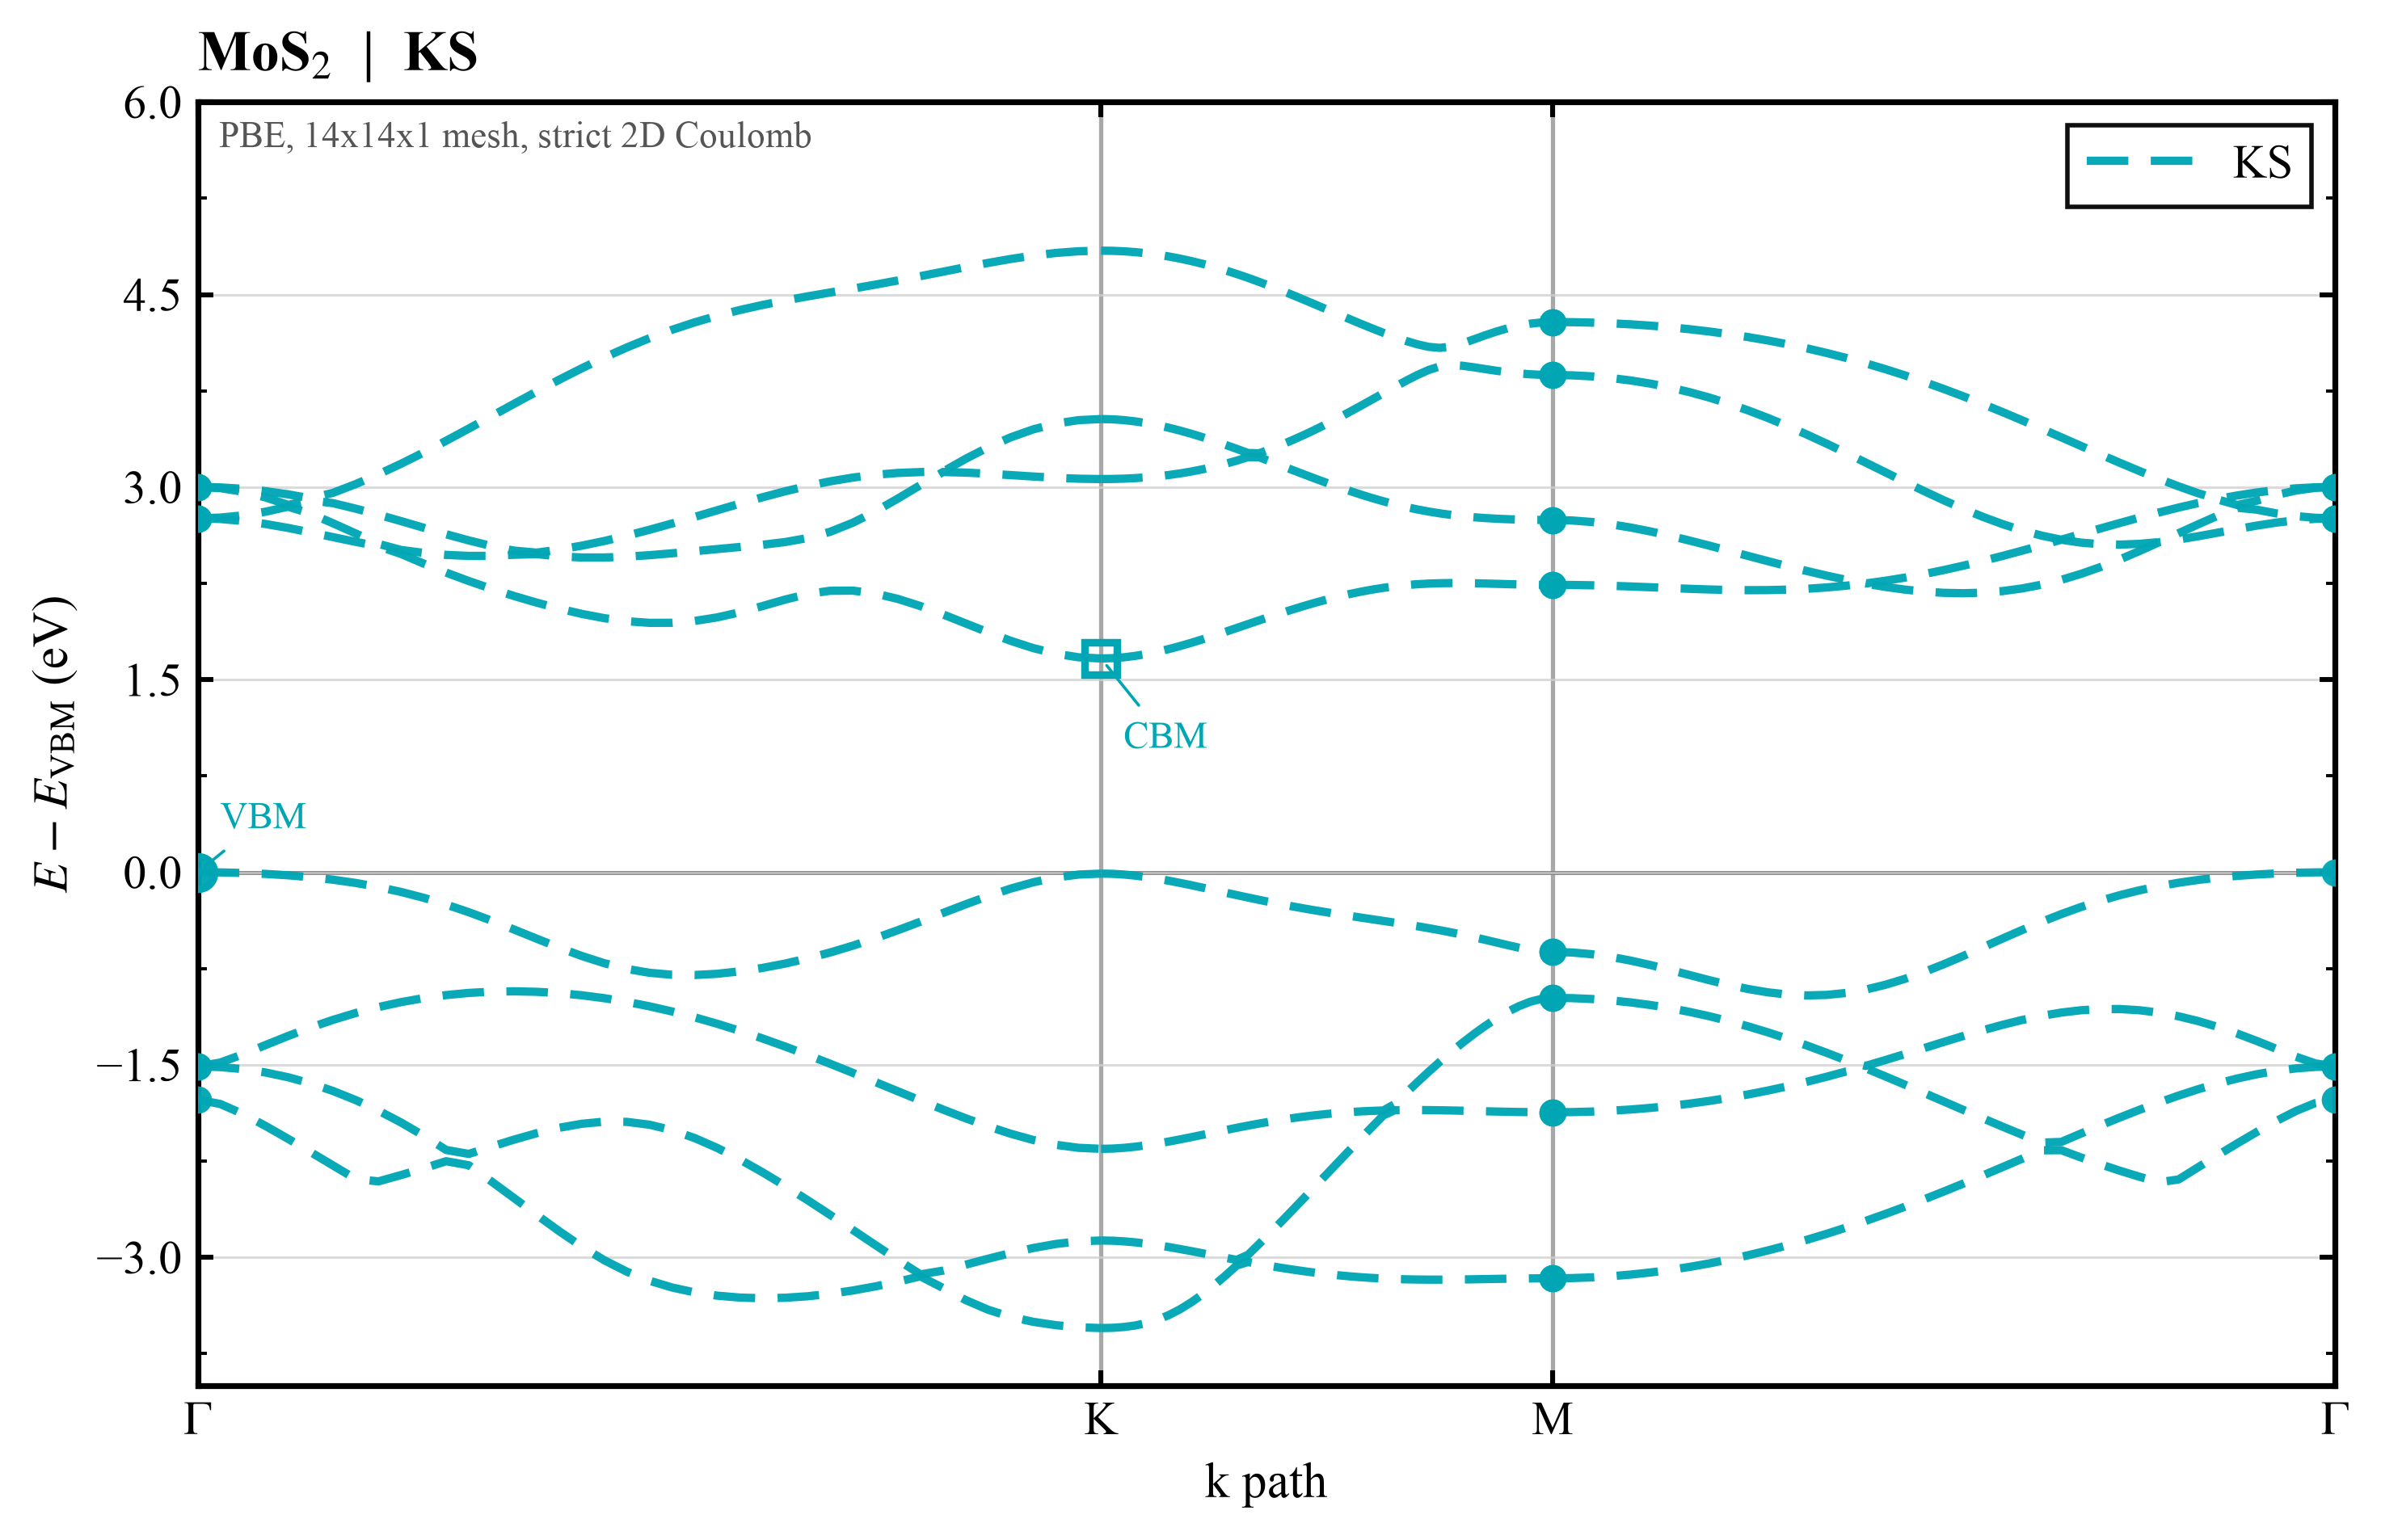 MoS₂ | KS
6.0
PBE, 14x14x1 mesh, strict 2D Coulomb
KS
4.5
3.0
1.5
CBM
VBM
0.0
−1.5
−3.0
E − E_VBM (eV)
Γ K M Γ
k path